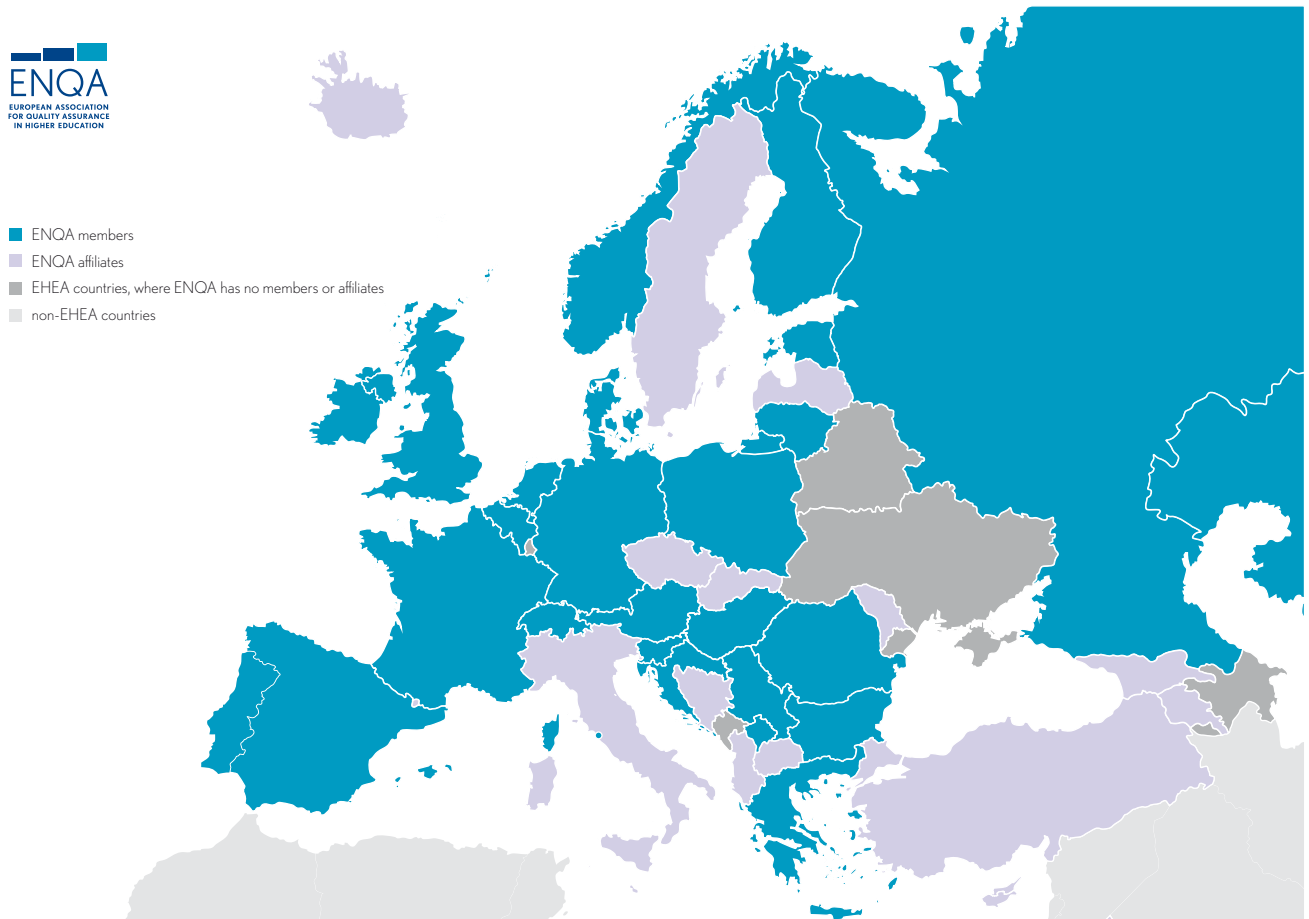 ENQA
EUROPEAN ASSOCIATION
FOR QUALITY ASSURANCE
IN HIGHER EDUCATION
ENQA members
ENQA affiliates
EHEA countries, where ENQA has no members or affiliates
non-EHEA countries